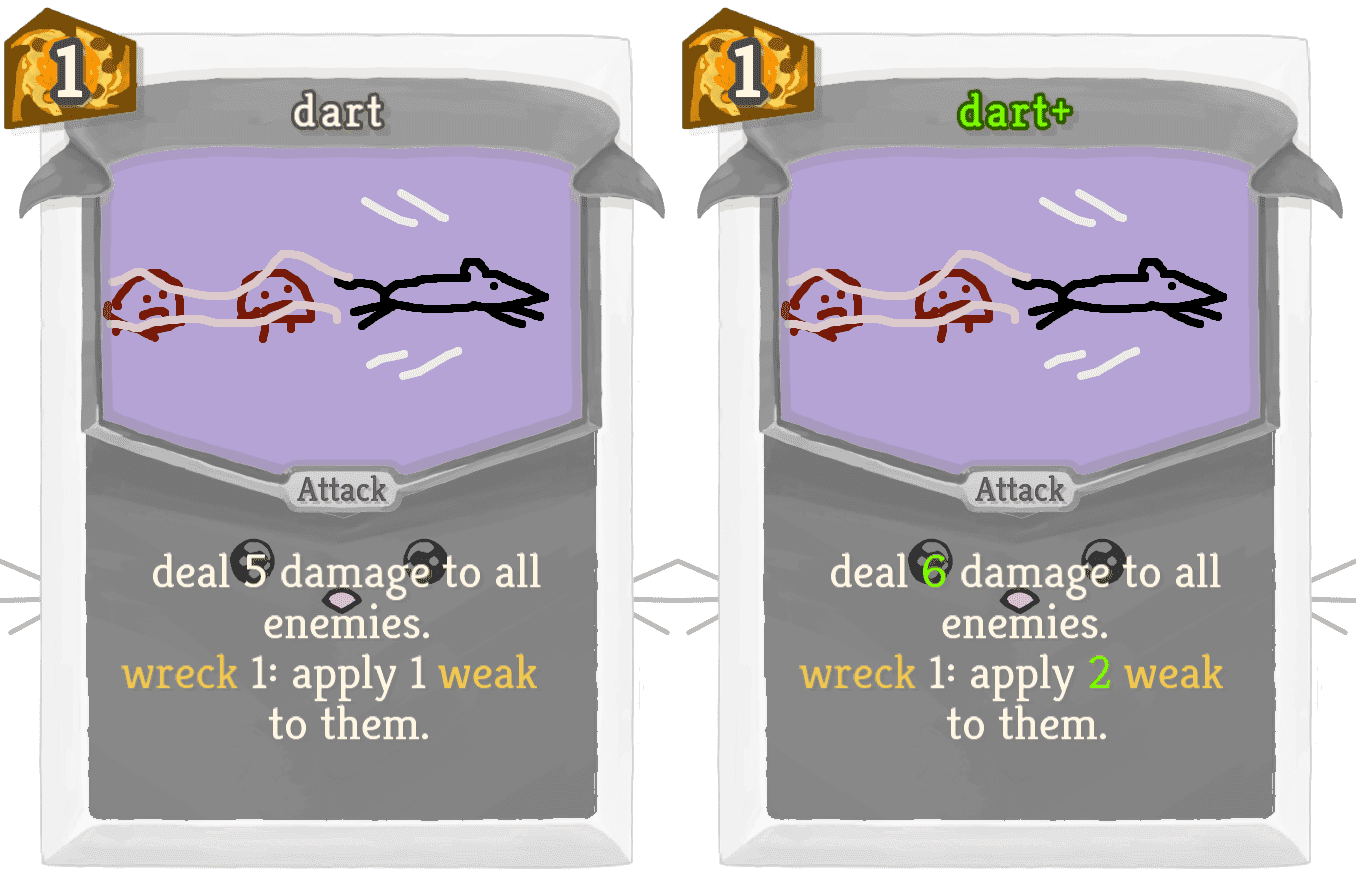 1
dart
Attack
deal 5 damage to all
enemies.
wreck 1: apply 1 weak
to them.
1
dart+
Attack
deal 6 damage to all
enemies.
wreck 1: apply 2 weak
to them.